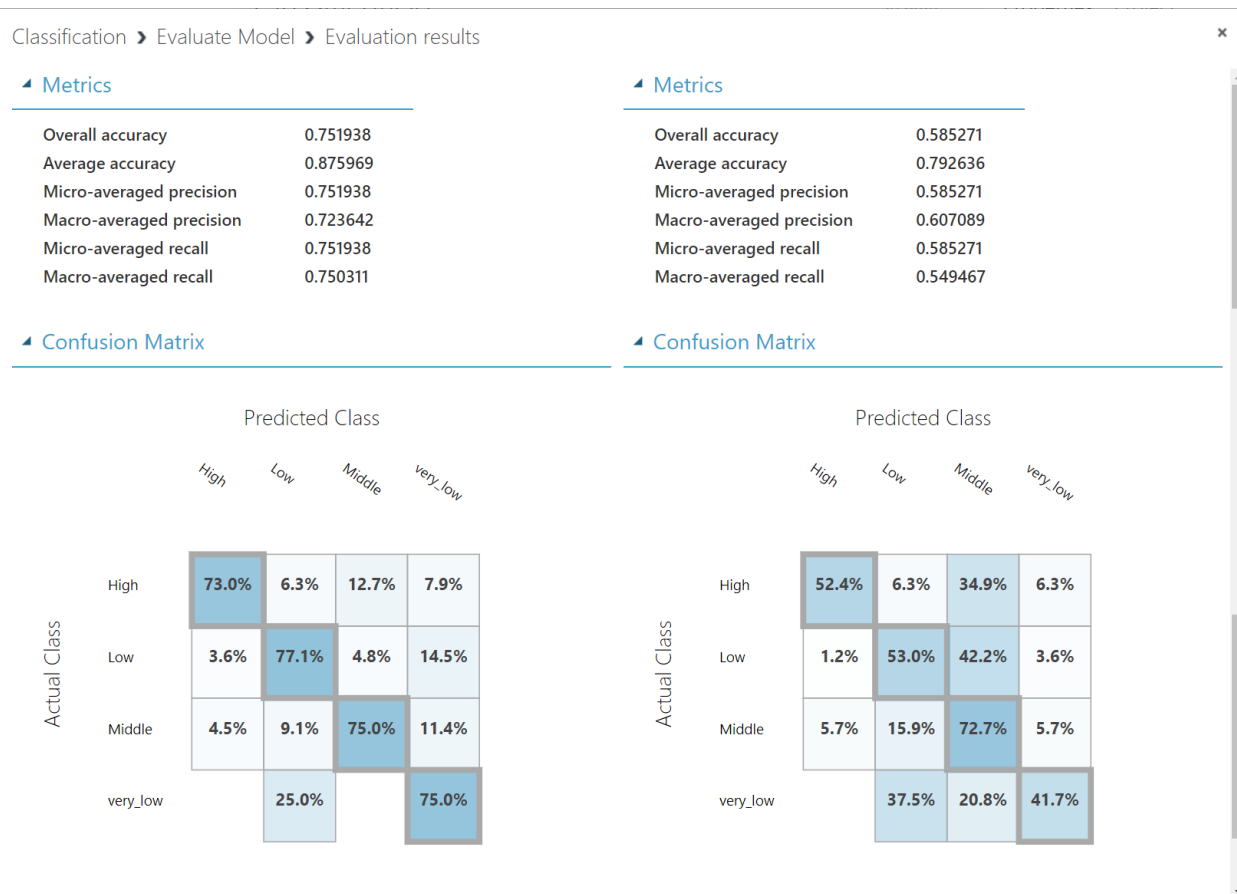 Classification > Evaluate Model > Evaluation results ×
Metrics
Overall accuracy 0.751938
Average accuracy 0.875969
Micro-averaged precision 0.751938
Macro-averaged precision 0.723642
Micro-averaged recall 0.751938
Macro-averaged recall 0.750311
Confusion Matrix
Predicted Class
High Low Middle very_low
Actual Class
High 73.0% 6.3% 12.7% 7.9%
Low 3.6% 77.1% 4.8% 14.5%
Middle 4.5% 9.1% 75.0% 11.4%
very_low 25.0% 75.0%
Metrics
Overall accuracy 0.585271
Average accuracy 0.792636
Micro-averaged precision 0.585271
Macro-averaged precision 0.607089
Micro-averaged recall 0.585271
Macro-averaged recall 0.549467
Confusion Matrix
Predicted Class
High Low Middle very_low
Actual Class
High 52.4% 6.3% 34.9% 6.3%
Low 1.2% 53.0% 42.2% 3.6%
Middle 5.7% 15.9% 72.7% 5.7%
very_low 37.5% 20.8% 41.7%